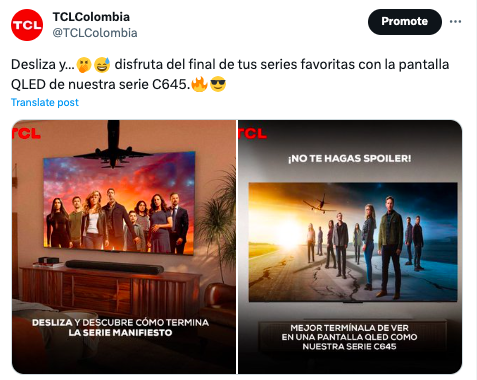 TCL
TCLColombia
@TCLColombia
Promote
Desliza y...🤫😅 disfruta del final de tus series favoritas con la pantalla
QLED de nuestra serie C645.🔥😎
Translate post
TCL
DESLIZA Y DESCUBRE CÓMO TERMINA
LA SERIE MANIFIESTO
TCL
¡NO TE HAGAS SPOILER!
MEJOR TERMÍNALA DE VER
EN UNA PANTALLA QLED COMO
NUESTRA SERIE C645